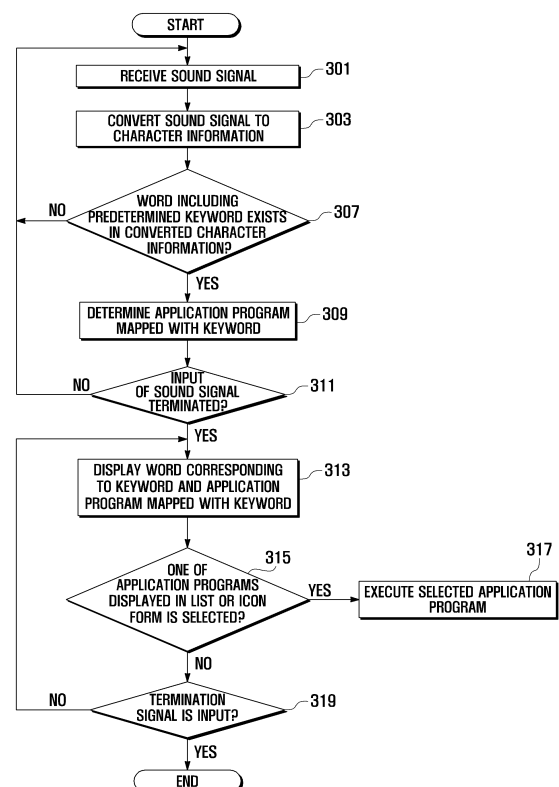 START
RECEIVE SOUND SIGNAL
301
CONVERT SOUND SIGNAL TO
CHARACTER INFORMATION
303
WORD INCLUDING
PREDETERMINED KEYWORD EXISTS
IN CONVERTED CHARACTER
INFORMATION?
307
NO
YES
DETERMINE APPLICATION PROGRAM
MAPPED WITH KEYWORD
309
INPUT
OF SOUND SIGNAL
TERMINATED?
311
NO
YES
DISPLAY WORD CORRESPONDING
TO KEYWORD AND APPLICATION
PROGRAM MAPPED WITH KEYWORD
313
ONE OF
APPLICATION PROGRAMS
DISPLAYED IN LIST OR ICON
FORM IS SELECTED?
315
YES
317
EXECUTE SELECTED APPLICATION
PROGRAM
NO
TERMINATION
SIGNAL IS INPUT?
319
NO
YES
END